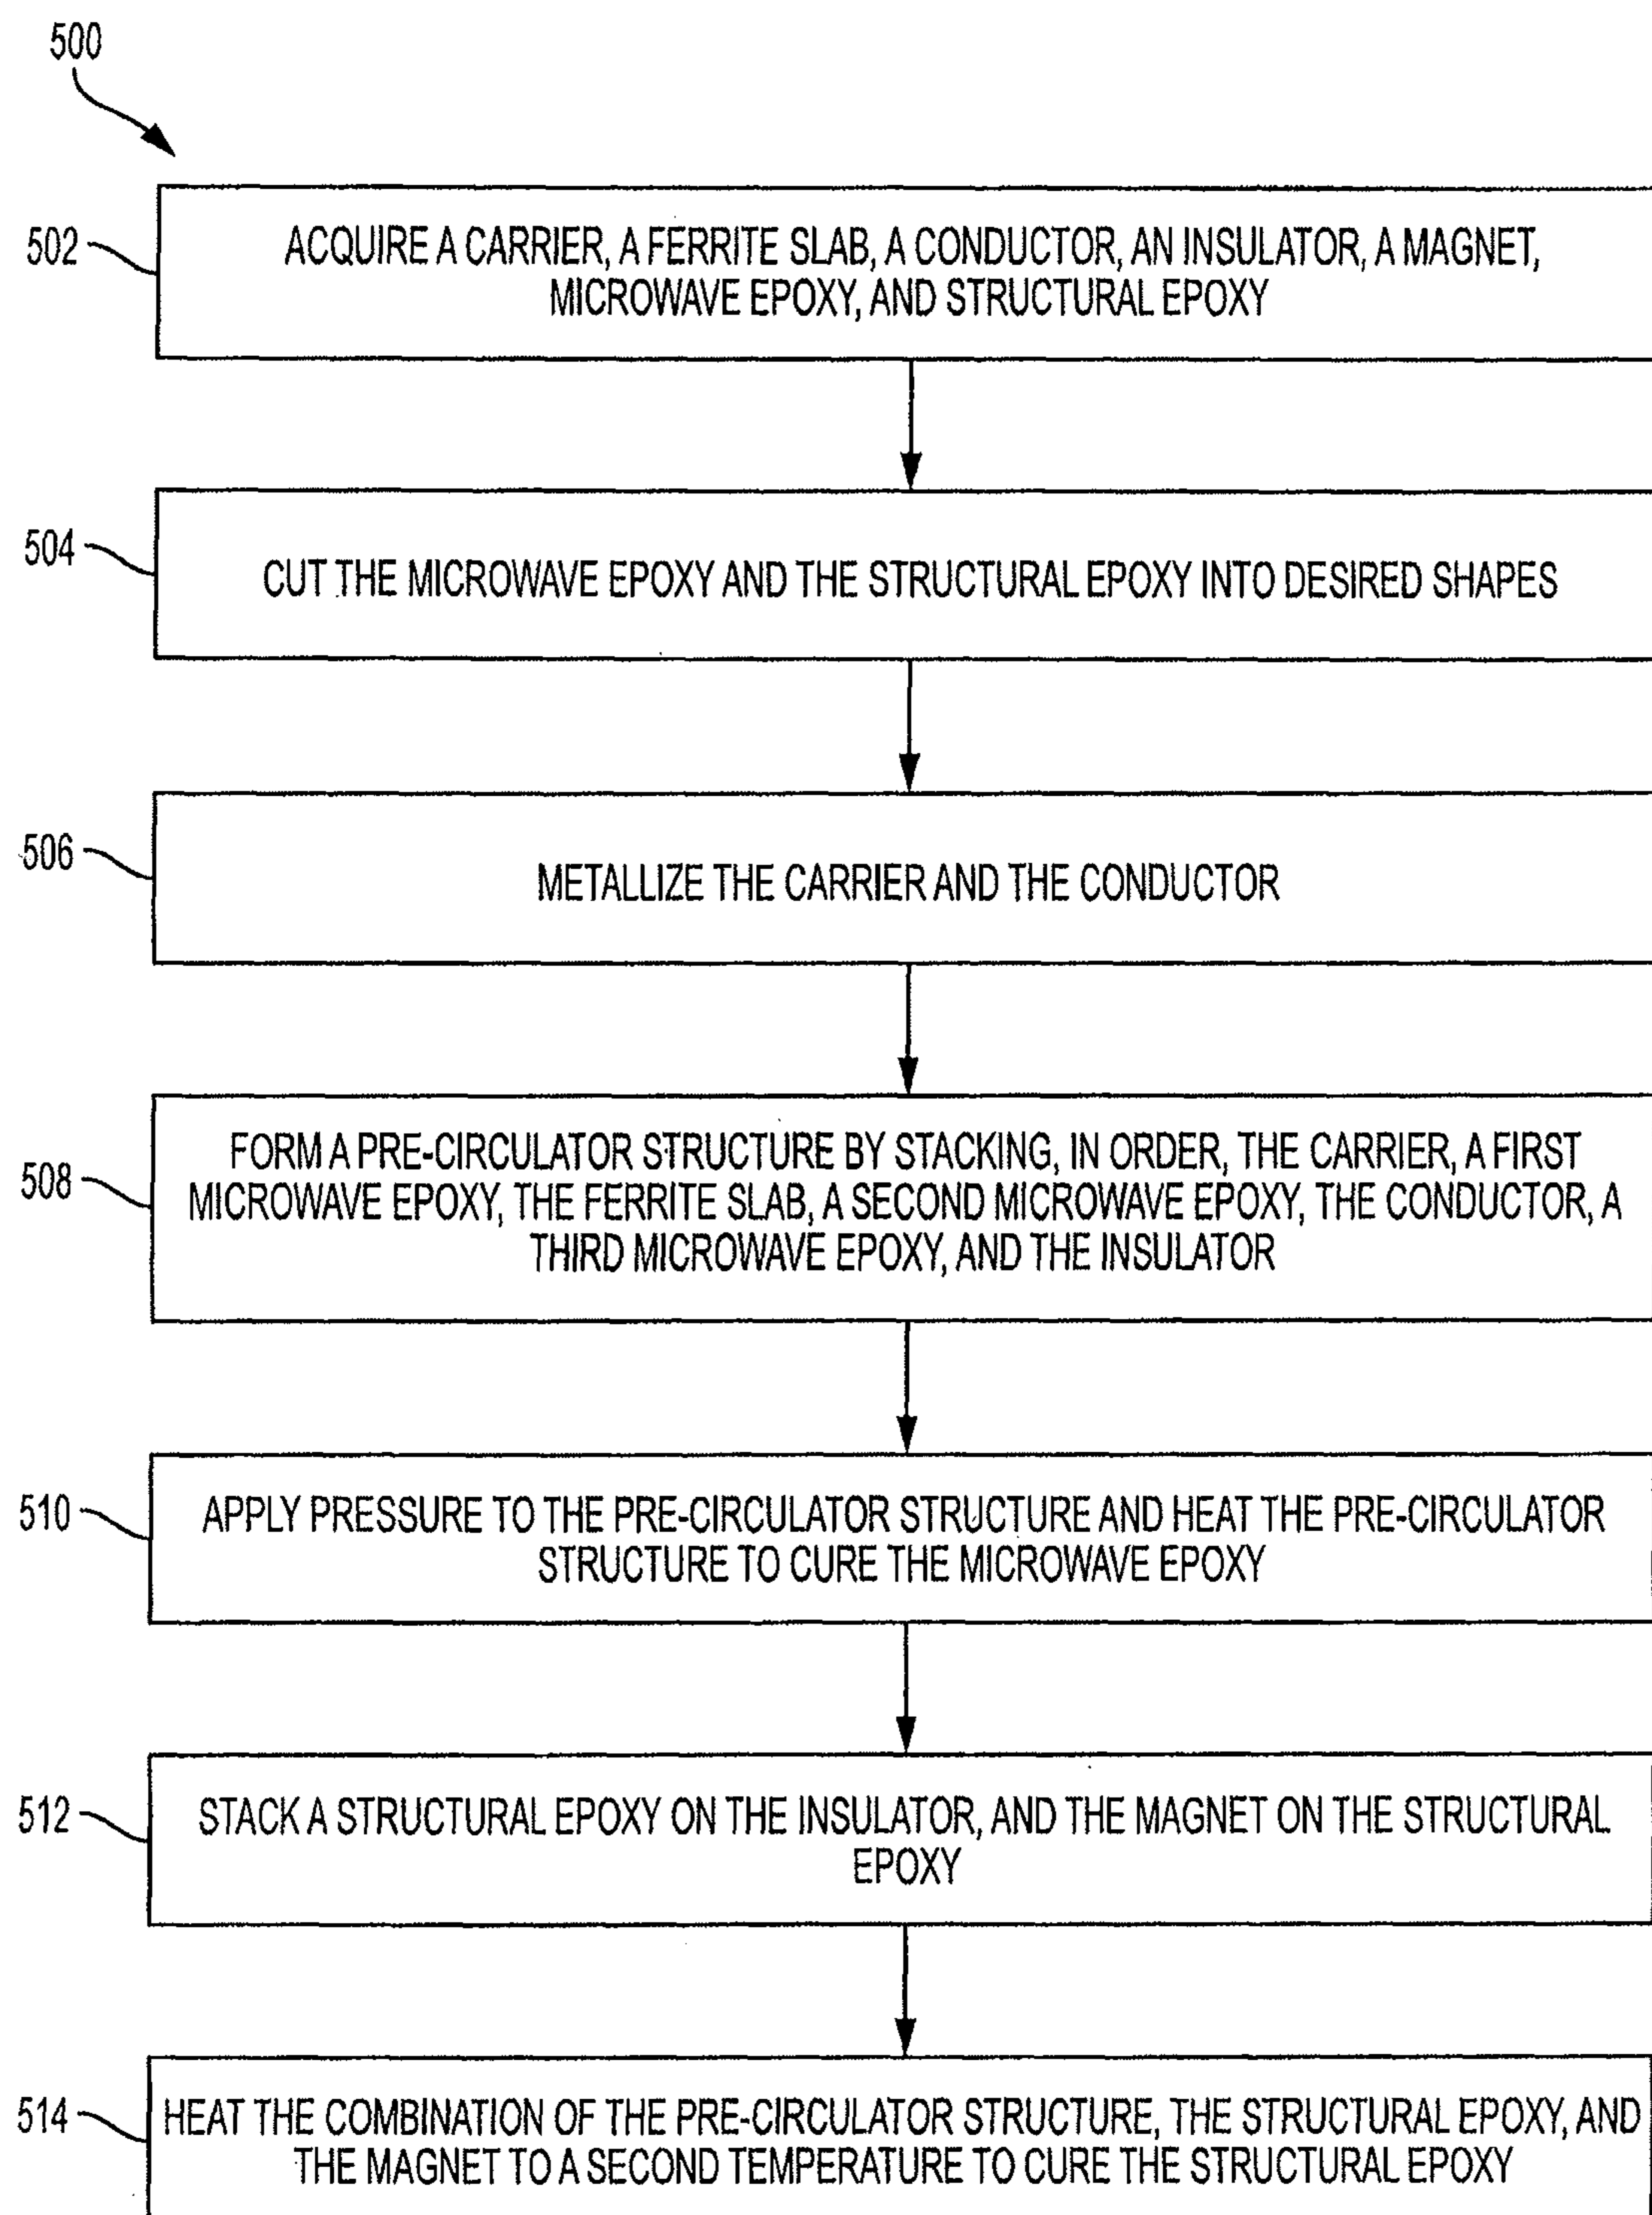 500
502
ACQUIRE A CARRIER, A FERRITE SLAB, A CONDUCTOR, AN INSULATOR, A MAGNET,
MICROWAVE EPOXY, AND STRUCTURAL EPOXY
504
CUT THE MICROWAVE EPOXY AND THE STRUCTURAL EPOXY INTO DESIRED SHAPES
506
METALLIZE THE CARRIER AND THE CONDUCTOR
508
FORM A PRE-CIRCULATOR STRUCTURE BY STACKING, IN ORDER, THE CARRIER, A FIRST
MICROWAVE EPOXY, THE FERRITE SLAB, A SECOND MICROWAVE EPOXY, THE CONDUCTOR, A
THIRD MICROWAVE EPOXY, AND THE INSULATOR
510
APPLY PRESSURE TO THE PRE-CIRCULATOR STRUCTURE AND HEAT THE PRE-CIRCULATOR
STRUCTURE TO CURE THE MICROWAVE EPOXY
512
STACK A STRUCTURAL EPOXY ON THE INSULATOR, AND THE MAGNET ON THE STRUCTURAL
EPOXY
514
HEAT THE COMBINATION OF THE PRE-CIRCULATOR STRUCTURE, THE STRUCTURAL EPOXY, AND
THE MAGNET TO A SECOND TEMPERATURE TO CURE THE STRUCTURAL EPOXY